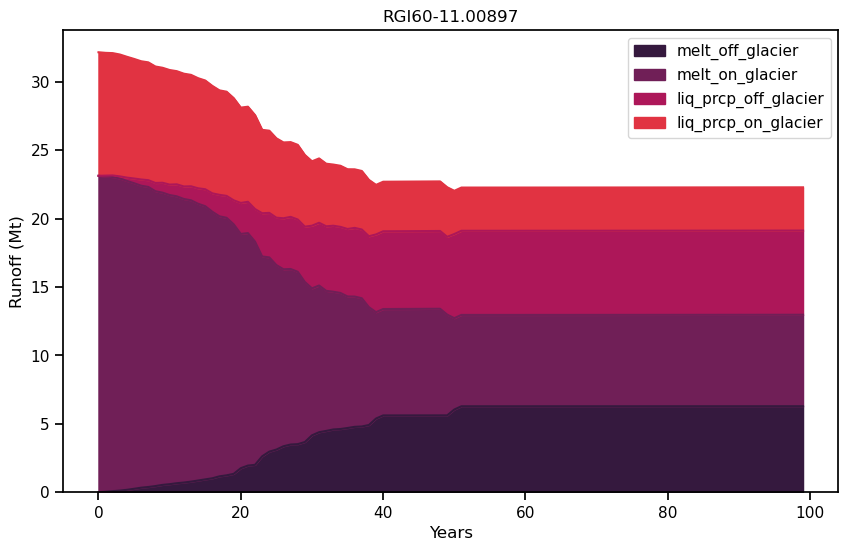 RGI60-11.00897
melt_off_glacier
melt_on_glacier
liq_prcp_off_glacier
liq_prcp_on_glacier
Runoff (Mt)
30
25
20
15
10
5
0
0 20 40 60 80 100
Years